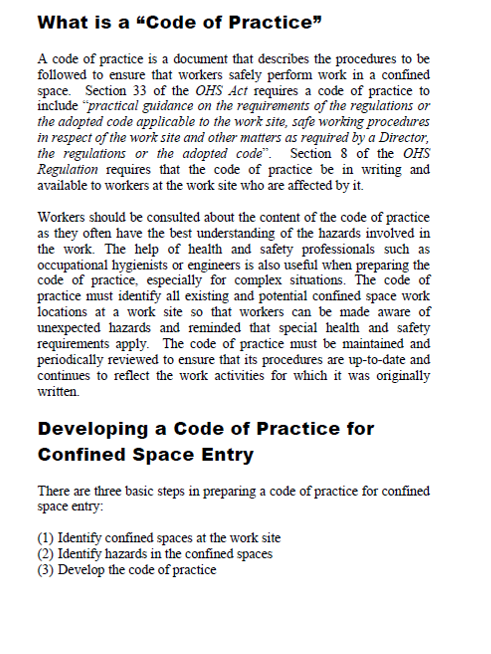 What is a “Code of Practice”
A code of practice is a document that describes the procedures to be
followed to ensure that workers safely perform work in a confined
space. Section 33 of the OHS Act requires a code of practice to
include “practical guidance on the requirements of the regulations or
the adopted code applicable to the work site, safe working procedures
in respect of the work site and other matters as required by a Director,
the regulations or the adopted code”. Section 8 of the OHS
Regulation requires that the code of practice be in writing and
available to workers at the work site who are affected by it.
Workers should be consulted about the content of the code of practice
as they often have the best understanding of the hazards involved in
the work. The help of health and safety professionals such as
occupational hygienists or engineers is also useful when preparing the
code of practice, especially for complex situations. The code of
practice must identify all existing and potential confined space work
locations at a work site so that workers can be made aware of
unexpected hazards and reminded that special health and safety
requirements apply. The code of practice must be maintained and
periodically reviewed to ensure that its procedures are up-to-date and
continues to reflect the work activities for which it was originally
written.
Developing a Code of Practice for
Confined Space Entry
There are three basic steps in preparing a code of practice for confined
space entry:
(1) Identify confined spaces at the work site
(2) Identify hazards in the confined spaces
(3) Develop the code of practice